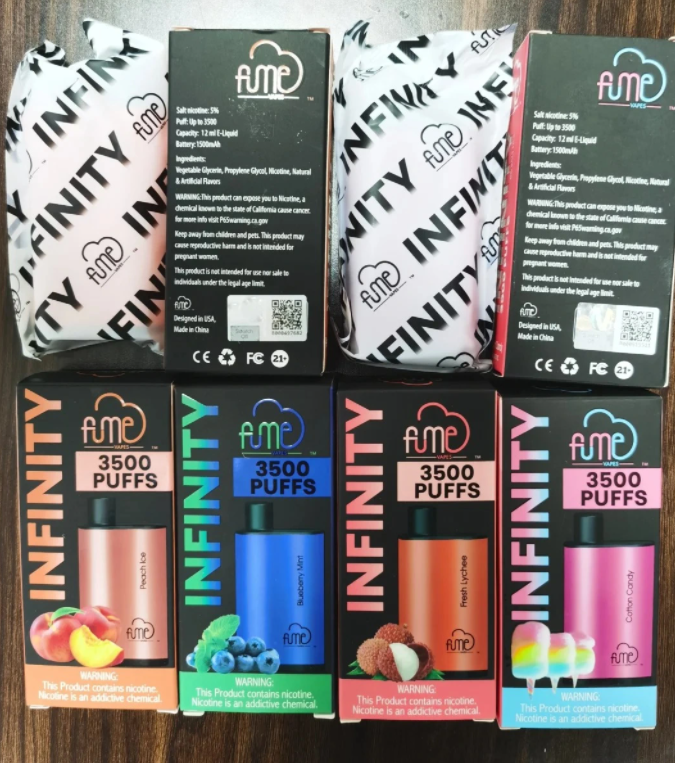 INFINITY
fume
INFINITY
INFINI
fume
VAPES
TM
Salt nicotine: 5%
Puff: Up to 3500
Capacity: 12 ml E-Liquid
Battery: 1500mAh
Ingredients:
Vegetable Glycerin, Propylene Glycol, Nicotine, Natural
& Artificial Flavors
WARNING:This product can expose you to Nicotine, a
chemical known to the state of California cause cancer.
for more info visit P65warning.ca.gov
Keep away from children and pets. This product may
cause reproductive harm and is not intended for
pregnant women.
This product is not intended for use nor safe to
individuals under the legal age limit.
fume
Designed in USA,
Made in China
CE FC 21+
INFINITY
fume
INFINITY
fume
INFINITY
fume
VAPES
TM
Salt nicotine: 5%
Puff: Up to 3500
Capacity: 12 ml E-Liquid
Battery: 1500mAh
Ingredients:
Vegetable Glycerin, Propylene Glycol, Nicotine, Natural
& Artificial Flavors
WARNING:This product can expose you to Nicotine, a
chemical known to the state of California cause cancer.
for more info visit P65warning.ca.gov
Keep away from children and pets. This product may
cause reproductive harm and is not intended for
pregnant women.
This product is not intended for use nor safe to
individuals under the legal age limit.
fume
Designed in USA,
Made in China
CE FC 21+
INFINITY
fume
VAPES
TM
3500
PUFFS
Peach Ice
fume
WARNING:
This Product contains nicotine.
Nicotine is an addictive chemical.
INFINITY
fume
VAPES
TM
3500
PUFFS
Blueberry Mint
fume
WARNING:
This Product contains nicotine.
Nicotine is an addictive chemical.
INFINITY
fume
VAPES
TM
3500
PUFFS
Fresh Lychee
fume
WARNING:
This Product contains nicotine.
Nicotine is an addictive chemical.
INFINITY
fume
VAPES
TM
3500
PUFFS
Cotton Candy
fume
WARNING:
This Product contains nicotine.
Nicotine is an addictive chemical.